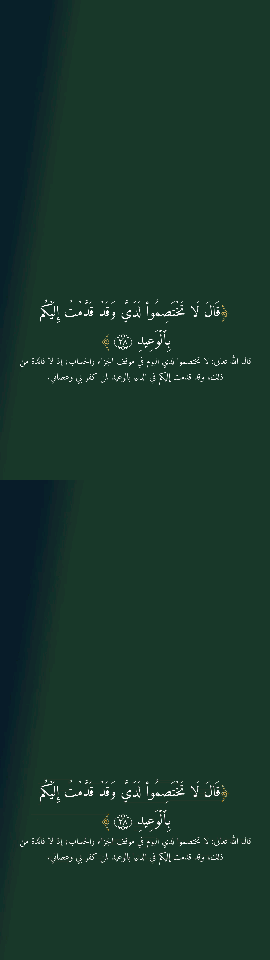 ﴿قَالَ لَا تَخْتَصِمُوا۟ لَدَىَّ وَقَدْ قَدَّمْتُ إِلَيْكُم
بِٱلْوَعِيدِ ٢٨﴾
قال الله تعالى: لا تختصموا لديَّ اليوم في موقف الجزاء والحساب؛ إذ لا فائدة من
ذلك، وقد قدمت إليكم في الدنيا بالوعيد لمن كفر بي وعصاني.
﴿قَالَ لَا تَخْتَصِمُوا۟ لَدَىَّ وَقَدْ قَدَّمْتُ إِلَيْكُم
بِٱلْوَعِيدِ ٢٨﴾
قال الله تعالى: لا تختصموا لديَّ اليوم في موقف الجزاء والحساب؛ إذ لا فائدة من
ذلك، وقد قدمت إليكم في الدنيا بالوعيد لمن كفر بي وعصاني.